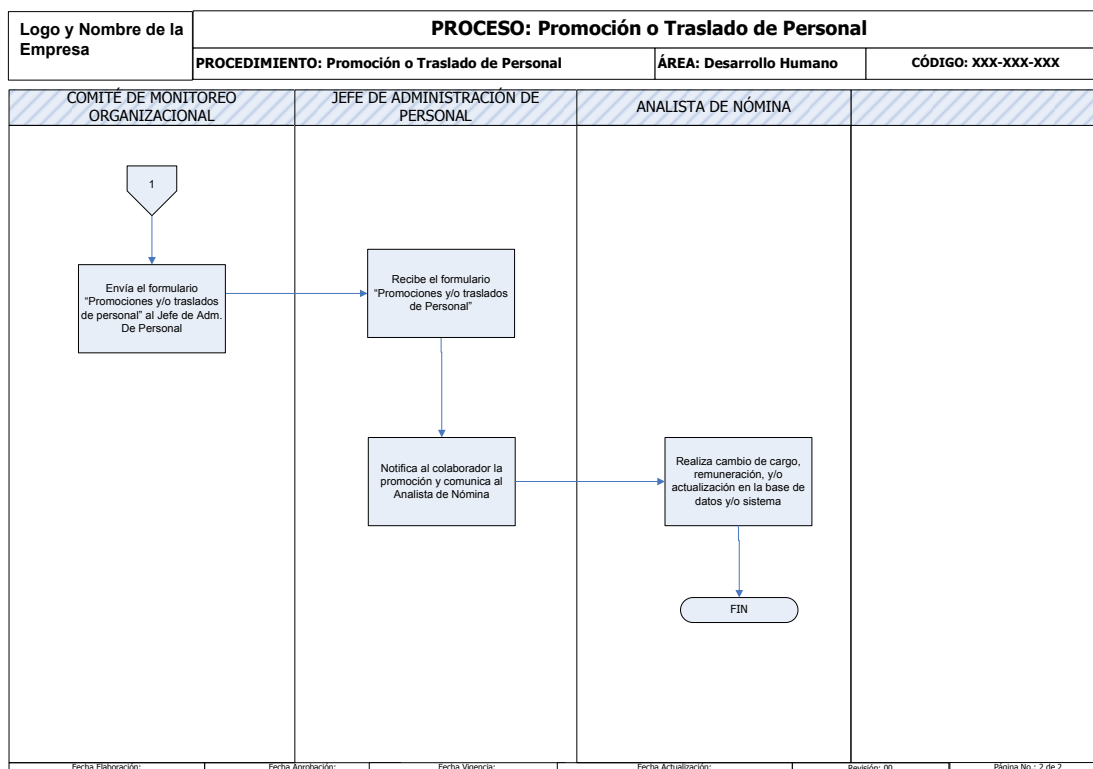 Logo y Nombre de la
Empresa
PROCESO: Promoción o Traslado de Personal
PROCEDIMIENTO: Promoción o Traslado de Personal
ÁREA: Desarrollo Humano
CÓDIGO: XXX-XXX-XXX
COMITÉ DE MONITOREO
ORGANIZACIONAL
JEFE DE ADMINISTRACIÓN DE
PERSONAL
ANALISTA DE NÓMINA
1
Envía el formulario
“Promociones y/o traslados
de personal” al Jefe de Adm.
De Personal
Recibe el formulario
“Promociones y/o traslados
de Personal”
Notifica al colaborador la
promoción y comunica al
Analista de Nómina
Realiza cambio de cargo,
remuneración, y/o
actualización en la base de
datos y/o sistema
FIN
Fecha Elaboración:
Fecha Aprobación:
Fecha Vigencia:
Fecha Actualización:
Revisión: 00
Página No.: 2 de 2